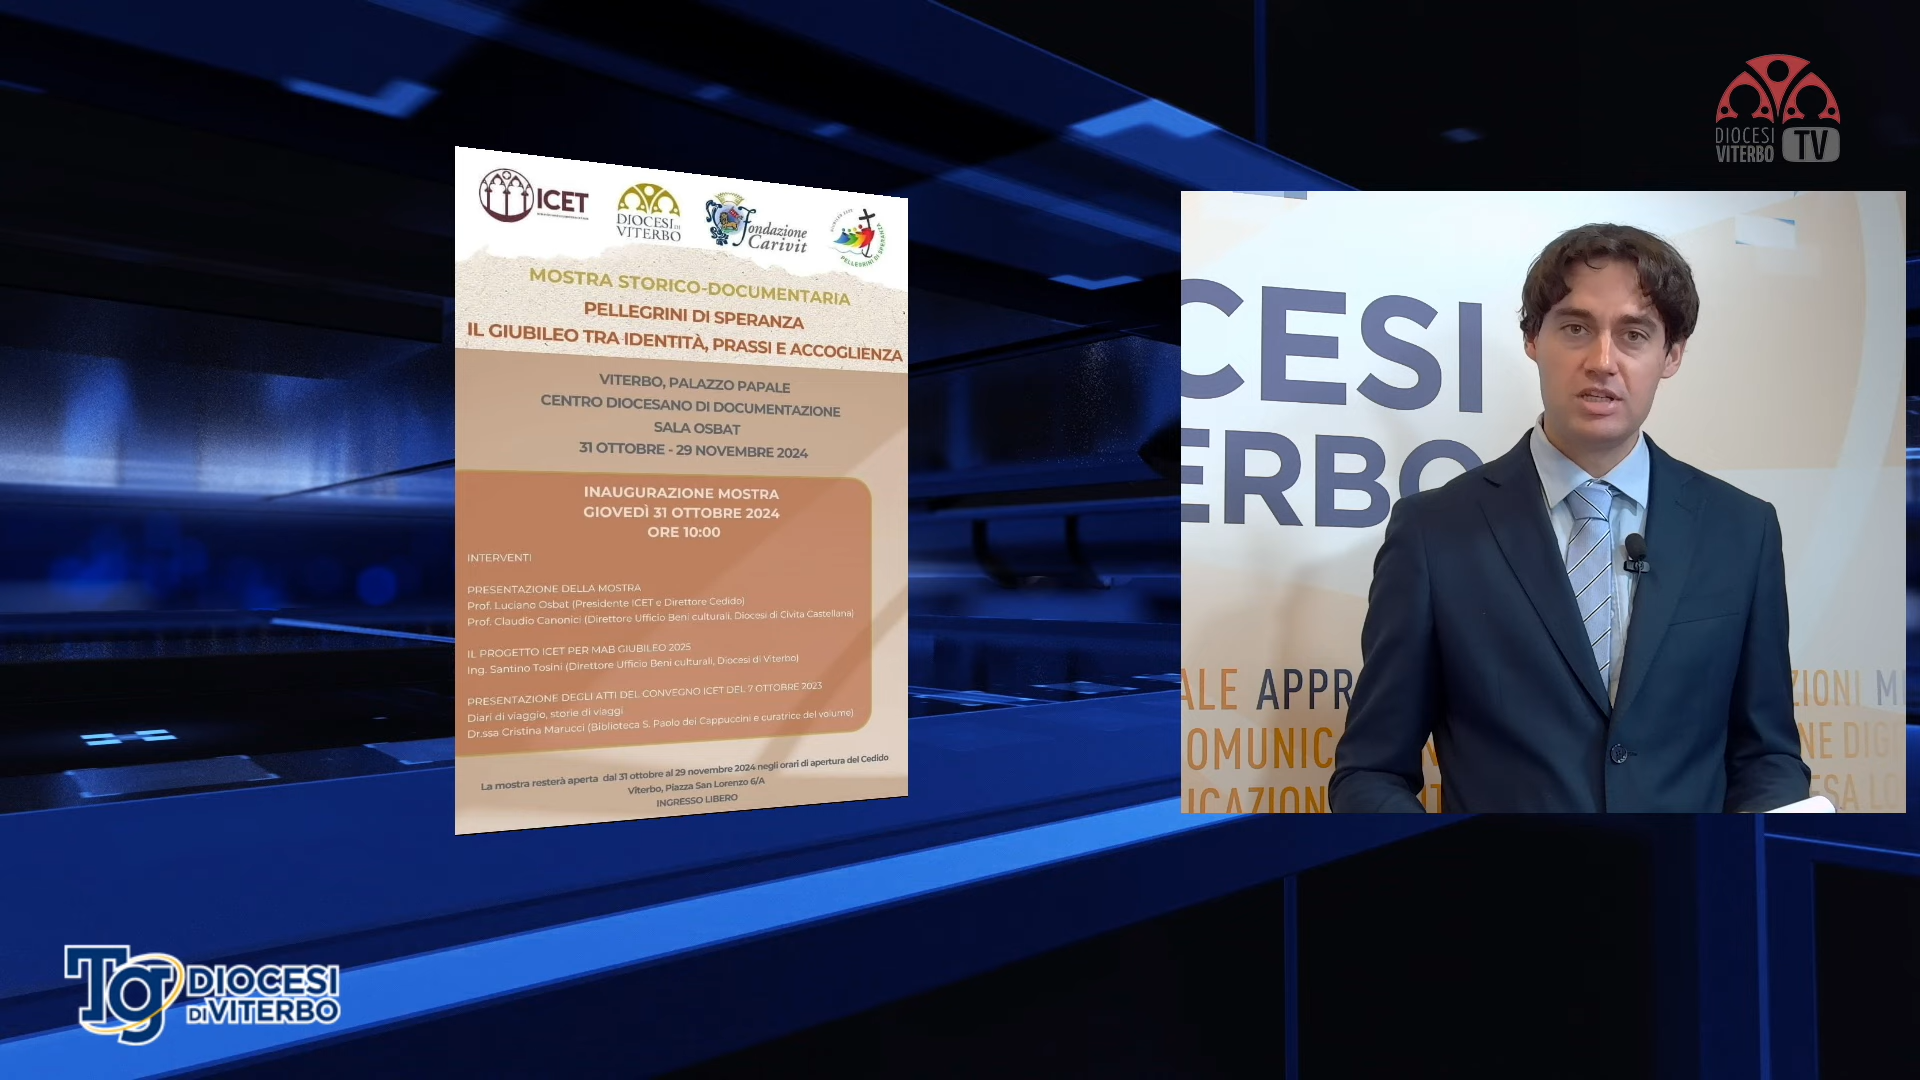 DIOCESI
VITERBO TV
ICET
DIOCESI DI
VITERBO
Fondazione
Carivit
PELLEGRINI DI SPERANZA
MOSTRA STORICO-DOCUMENTARIA
PELLEGRINI DI SPERANZA
IL GIUBILEO TRA IDENTITÀ, PRASSI E ACCOGLIENZA
VITERBO, PALAZZO PAPALE
CENTRO DIOCESANO DI DOCUMENTAZIONE
SALA OSBAT
31 OTTOBRE - 29 NOVEMBRE 2024
INAUGURAZIONE MOSTRA
GIOVEDÌ 31 OTTOBRE 2024
ORE 10:00
INTERVENTI
PRESENTAZIONE DELLA MOSTRA
Prof. Luciano Osbat (Presidente ICET e Direttore Cedido)
Prof. Claudio Canonici (Direttore Ufficio Beni culturali, Diocesi di Civita Castellana)
IL PROGETTO ICET PER MAB GIUBILEO 2025
Ing. Santino Tosini (Direttore Ufficio Beni culturali, Diocesi di Viterbo)
PRESENTAZIONE DEGLI ATTI DEL CONVEGNO ICET DEL 7 OTTOBRE 2023
Diari di viaggio, storie di viaggi
Dr.ssa Cristina Marucci (Biblioteca S. Paolo dei Cappuccini e curatrice del volume)
La mostra resterà aperta dal 31 ottobre al 29 novembre 2024 negli orari di apertura del Cedido
Viterbo, Piazza San Lorenzo 6/A
INGRESSO LIBERO
CESI
ERBO
ALE APPR
ZIONI M
OMUNIC
NE DIG
ICAZION
ESA LO
Tg DIOCESI
DI VITERBO